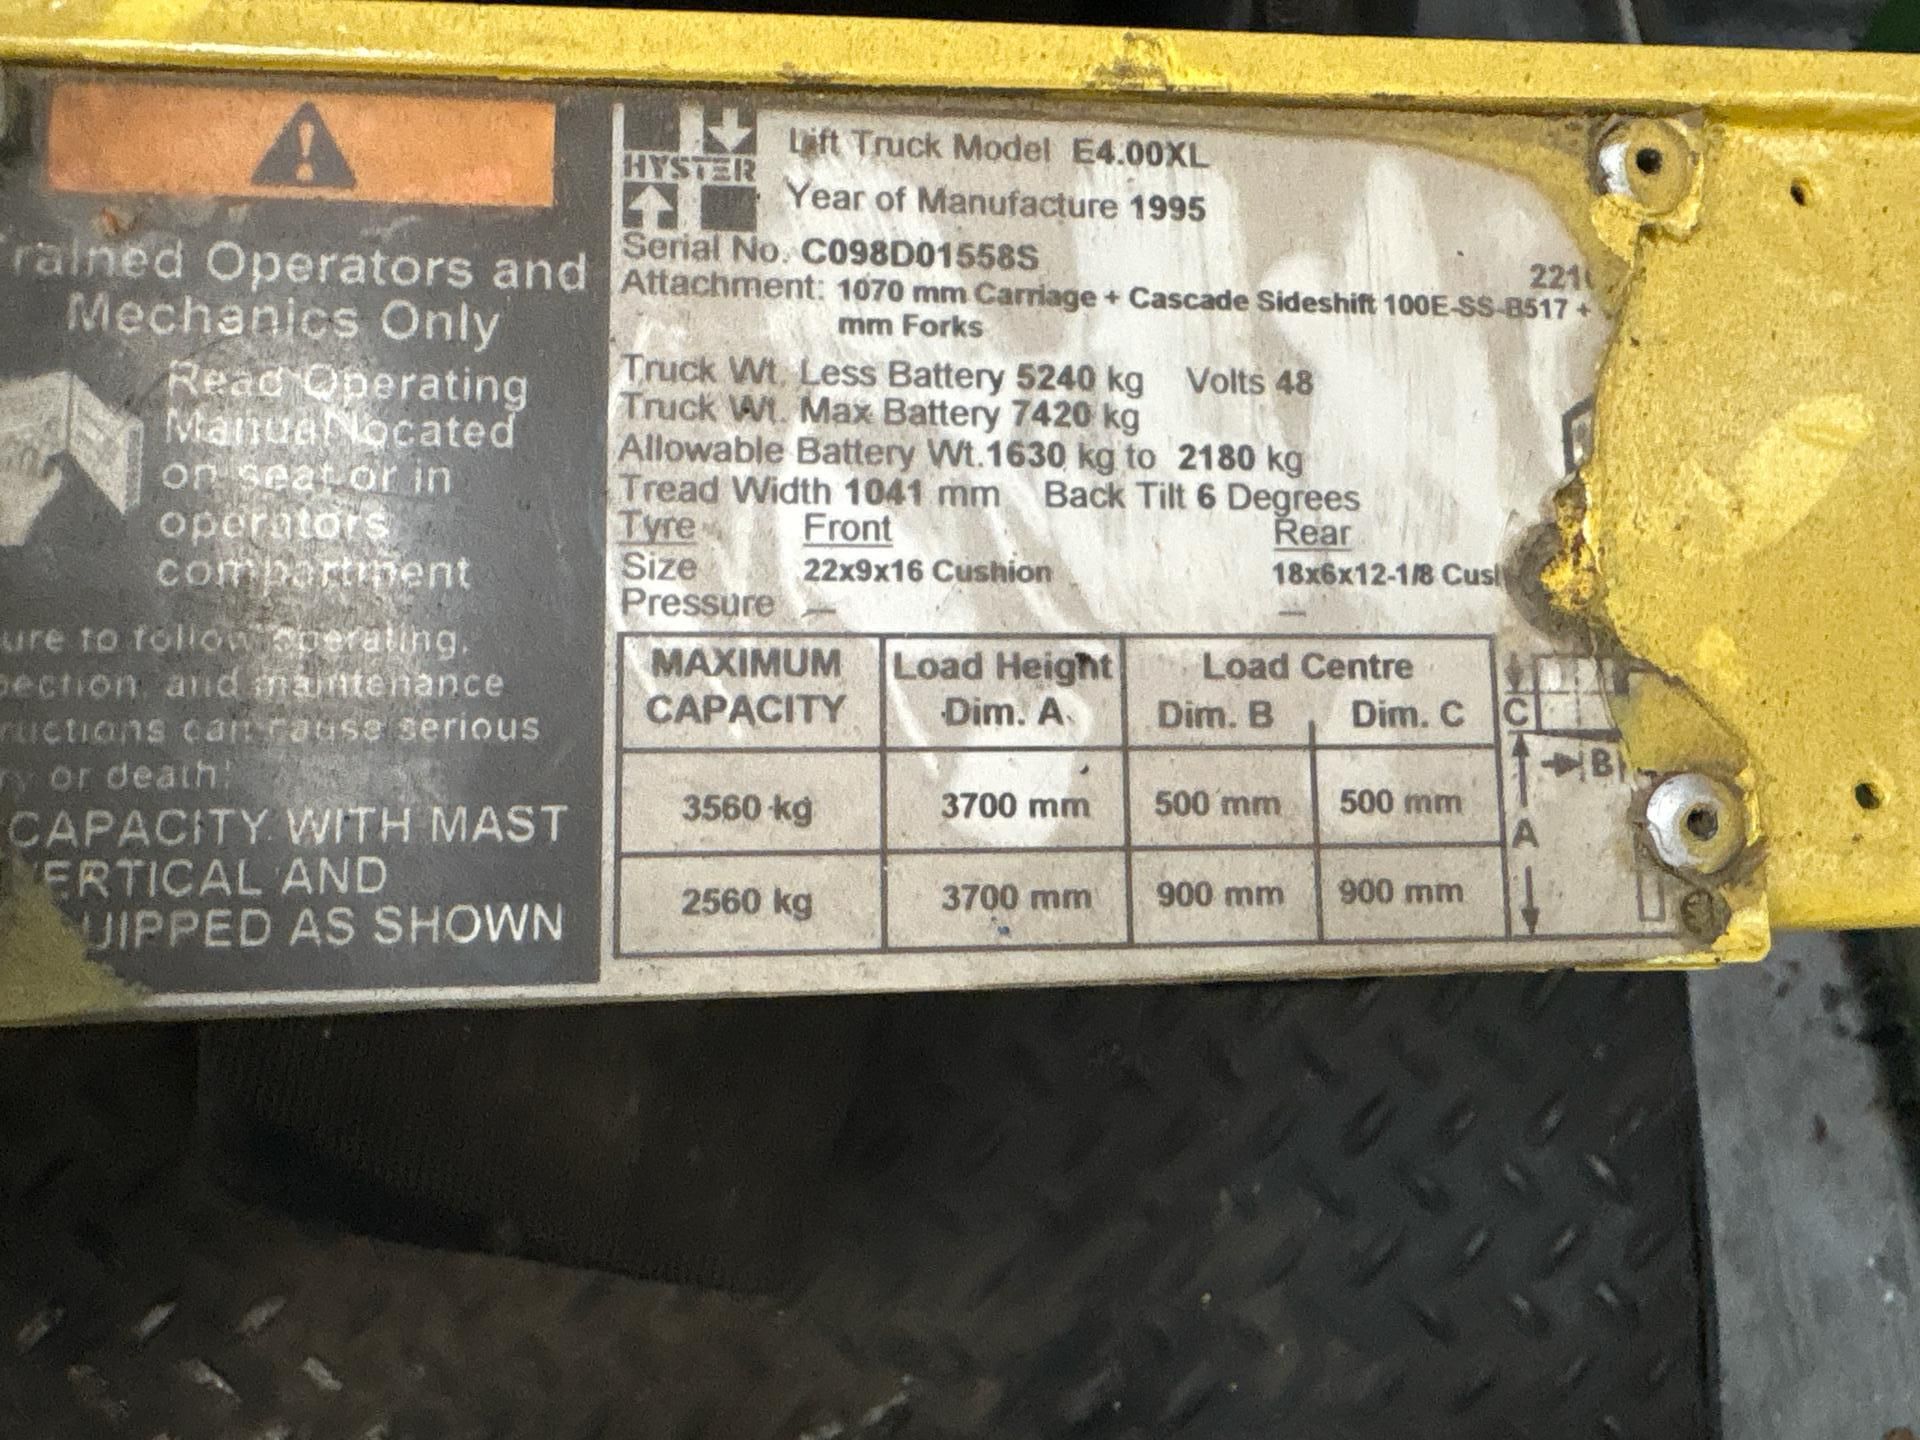 Trained Operators and
Mechanics Only
Read Operating
Manual located
on seat or in
operators
compartment
ure to follow operating,
pection, and maintenance
ructions can cause serious
ry or death!
CAPACITY WITH MAST
VERTICAL AND
QUIPPED AS SHOWN
HYSTER
Lift Truck Model E4.00XL
Year of Manufacture 1995
Serial No. C098D01558S
221
Attachment: 1070 mm Carriage + Cascade Sideshift 100E-SS-B517 +
mm Forks
Truck Wt. Less Battery 5240 kg Volts 48
Truck Wt. Max Battery 7420 kg
Allowable Battery Wt. 1630 kg to 2180 kg
Tread Width 1041 mm Back Tilt 6 Degrees
Tyre Front Rear
Size 22x9x16 Cushion 18x6x12-1/8 Cus
Pressure — —
MAXIMUM CAPACITY Load Height Dim. A Load Centre Dim. B Dim. C
3560 kg 3700 mm 500 mm 500 mm
2560 kg 3700 mm 900 mm 900 mm
C
B
A